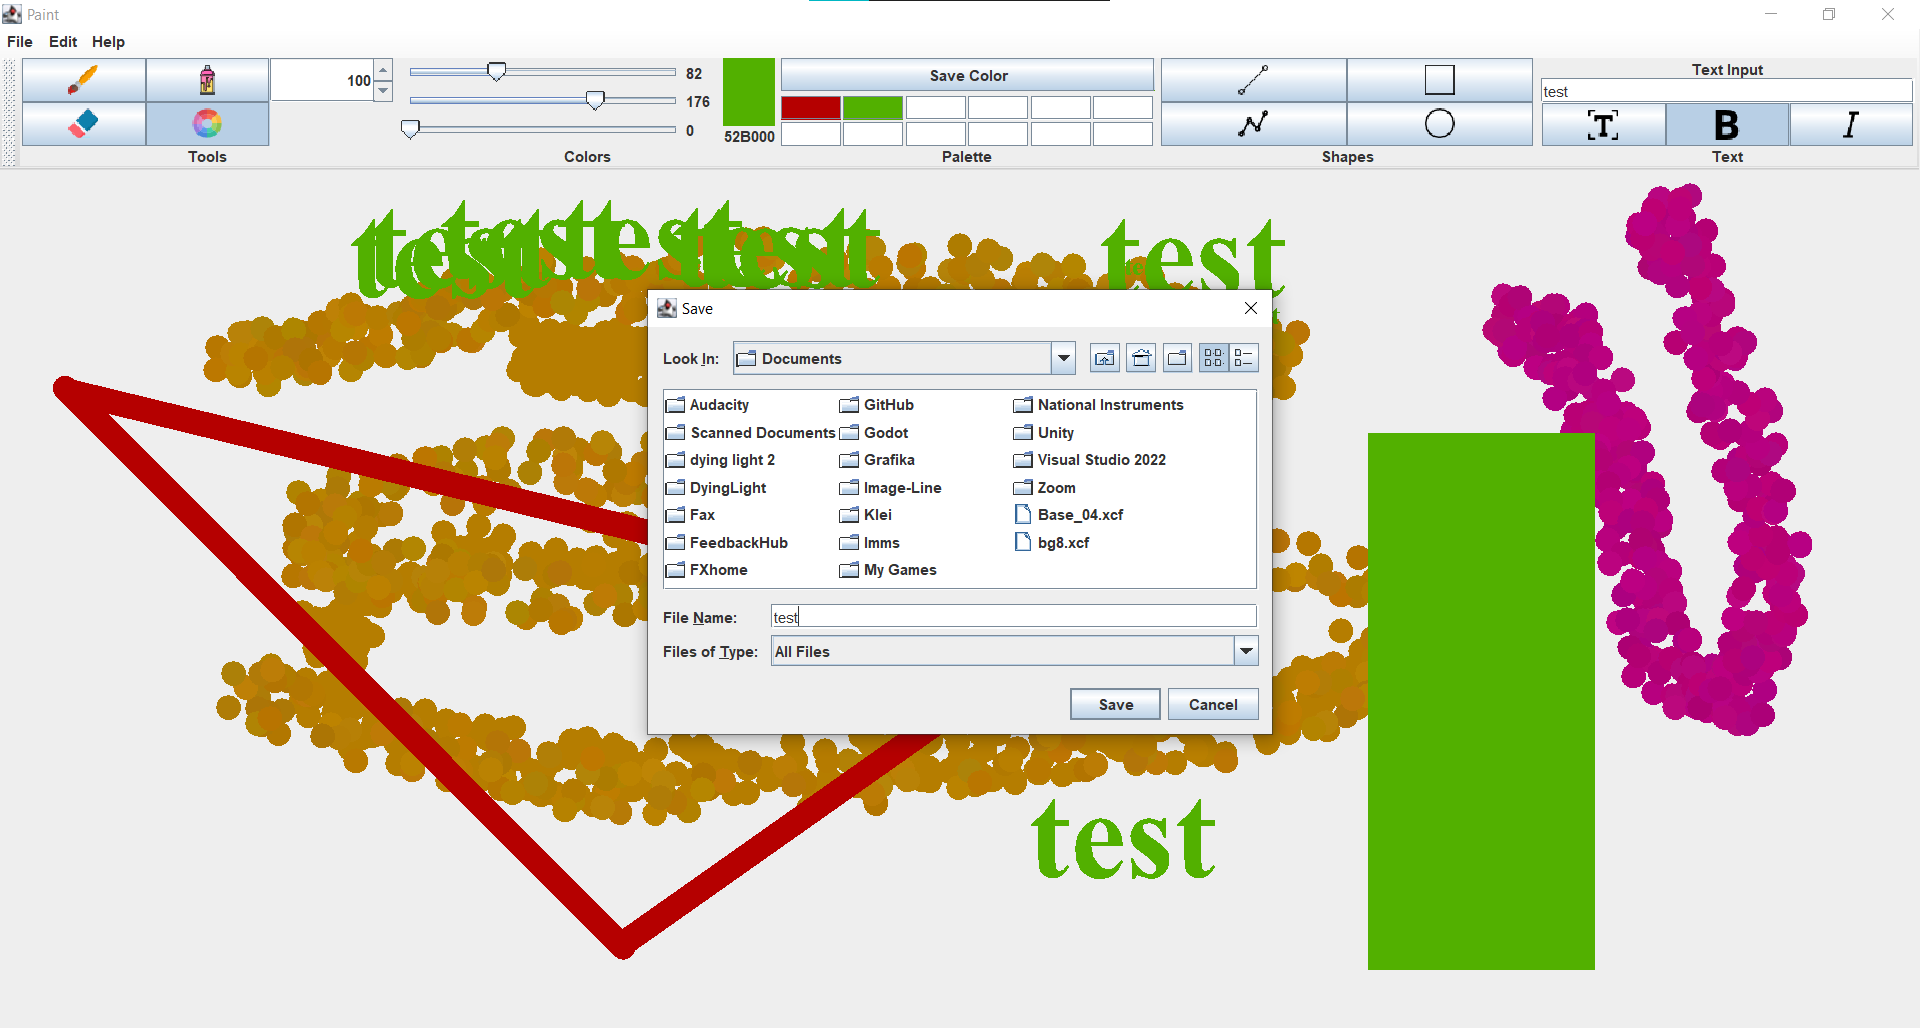 Paint
File Edit Help
100
82
176
0
52B000
Save Color
Text Input
test
T B I
Tools Colors Palette Shapes Text
test
test
Save
Look In: Documents
Audacity GitHub National Instruments
Scanned Documents Godot Unity
dying light 2 Grafika Visual Studio 2022
DyingLight Image-Line Zoom
Fax Klei Base_04.xcf
FeedbackHub lmms bg8.xcf
FXhome My Games
File Name: test
Files of Type: All Files
Save Cancel
test